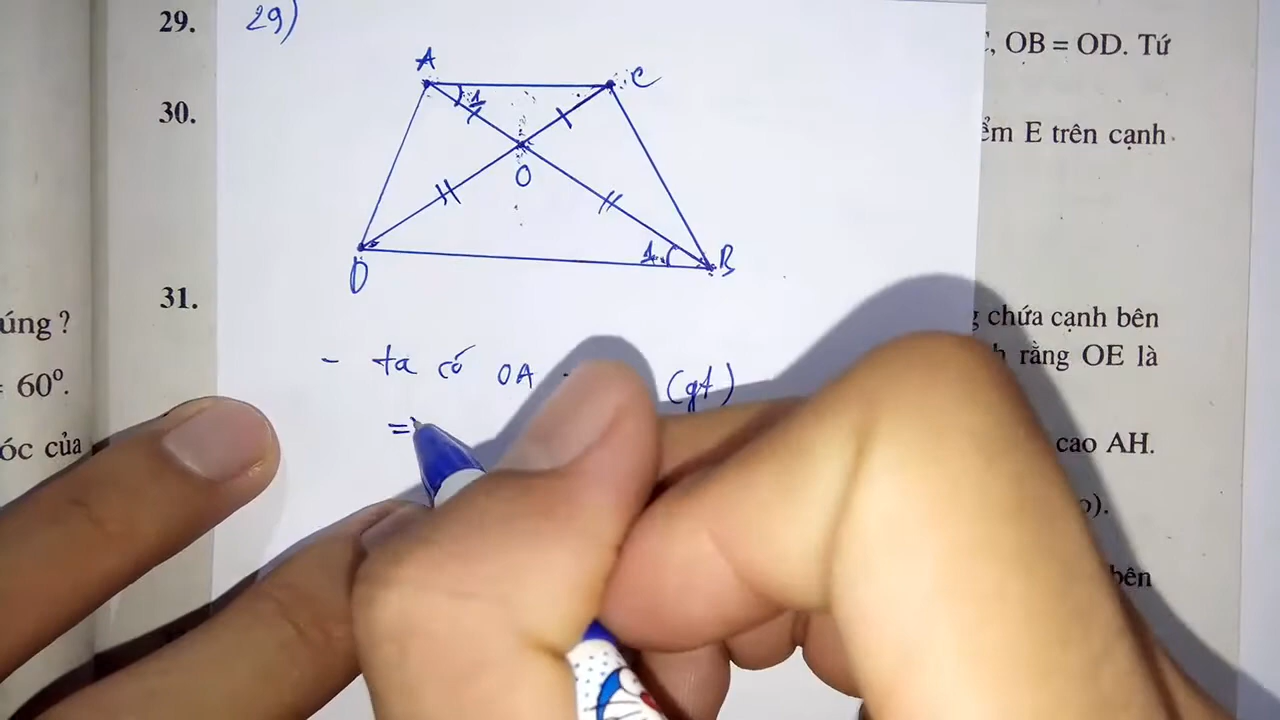 29.
29)
, OB = OD. Tứ
A
C
1
30.
ểm E trên cạnh
O
D
1
B
31.
úng ?
chứa cạnh bên
rằng OE là
- ta có OA (gt)
= 60°.
=>
óc của
cao AH.
).
bên